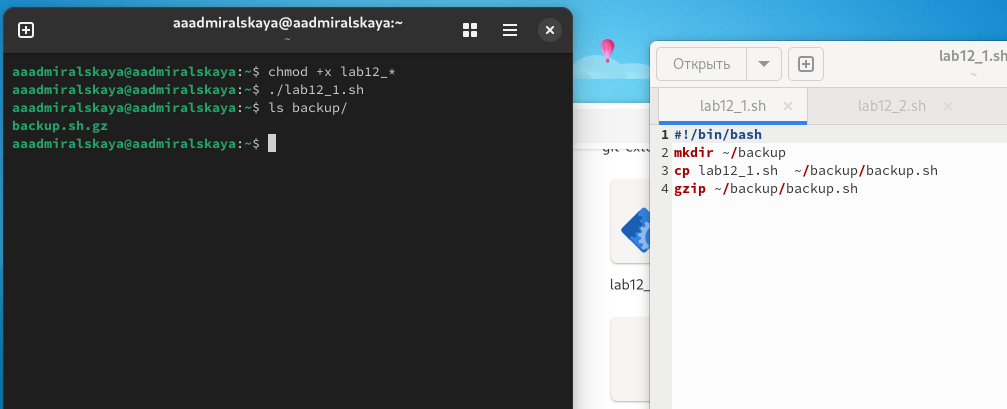 aaadmiralskaya@aadmiralskaya:~
~
aaadmiralskaya@aadmiralskaya:~$ chmod +x lab12_*
aaadmiralskaya@aadmiralskaya:~$ ./lab12_1.sh
aaadmiralskaya@aadmiralskaya:~$ ls backup/
backup.sh.gz
aaadmiralskaya@aadmiralskaya:~$
lab12_
Открыть
lab12_1.sh
~
lab12_1.sh
lab12_2.sh
1 #!/bin/bash
2 mkdir ~/backup
3 cp lab12_1.sh  ~/backup/backup.sh
4 gzip ~/backup/backup.sh